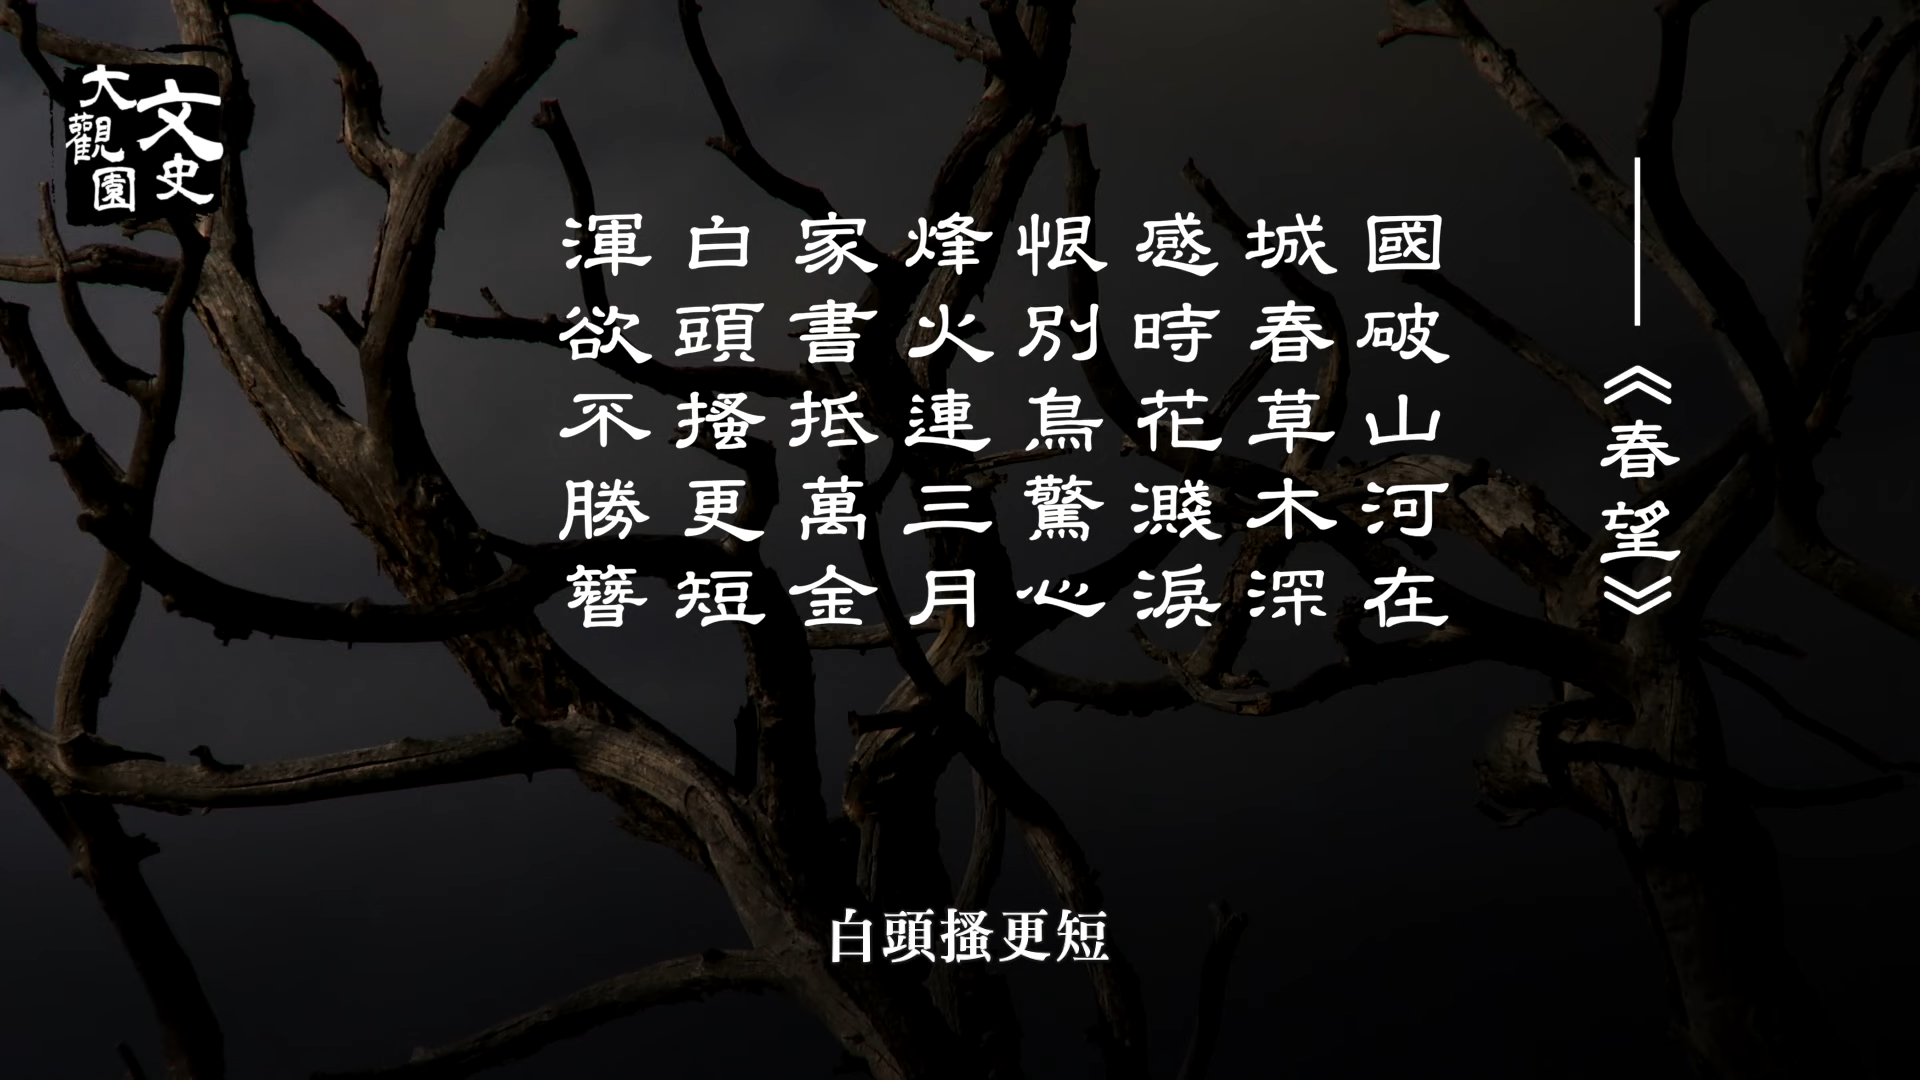 文史
大觀園
——《春望》
國破山河在
城春草木深
感時花濺淚
恨別鳥驚心
烽火連三月
家書抵萬金
白頭搔更短
渾欲不勝簪
白頭搔更短